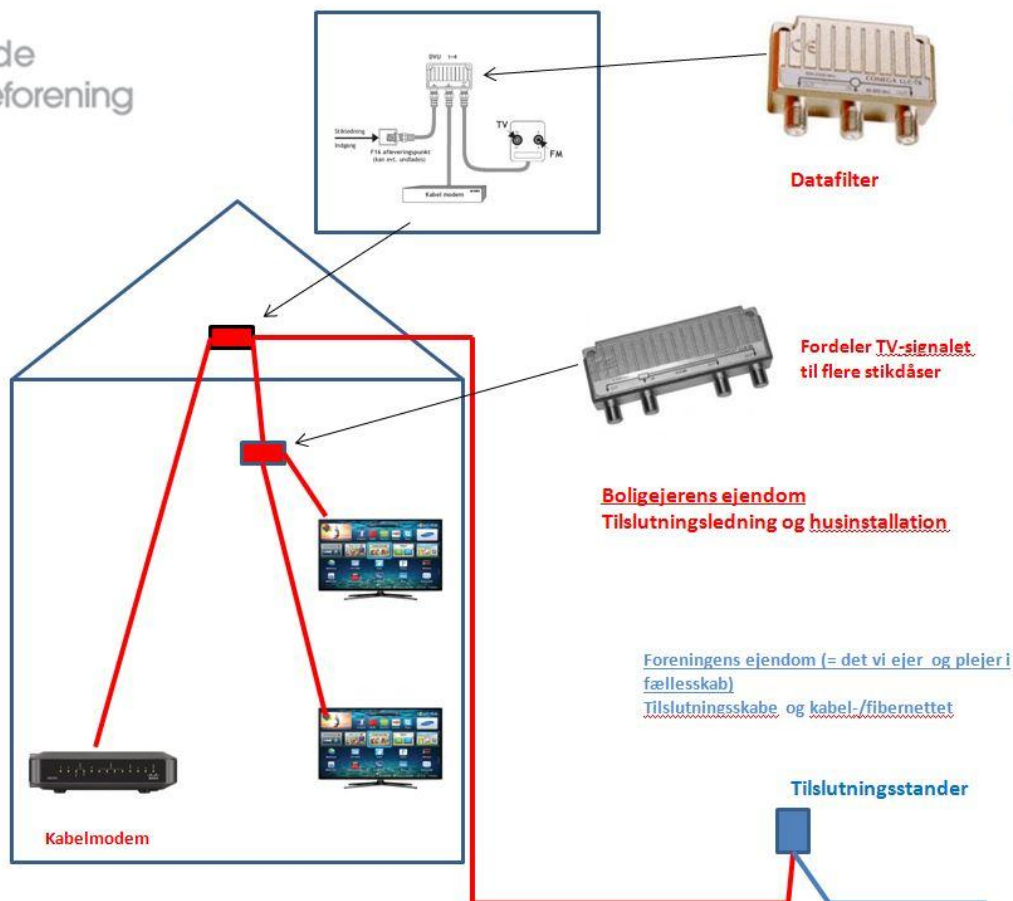 de
forening
DVU 1-4
Stikledning
Indgang
F16 afleveringspunkt
(kan evt. undlades)
TV
FM
Kabel modem
Datafilter
Fordeler TV-signalet
til flere stikdåser
Boligejerens ejendom
Tilslutningsledning og husinstallation
Foreningens ejendom (= det vi ejer og plejer i
fællesskab)
Tilslutningsskabe og kabel-/fibernettet
Tilslutningsstander
Kabelmodem